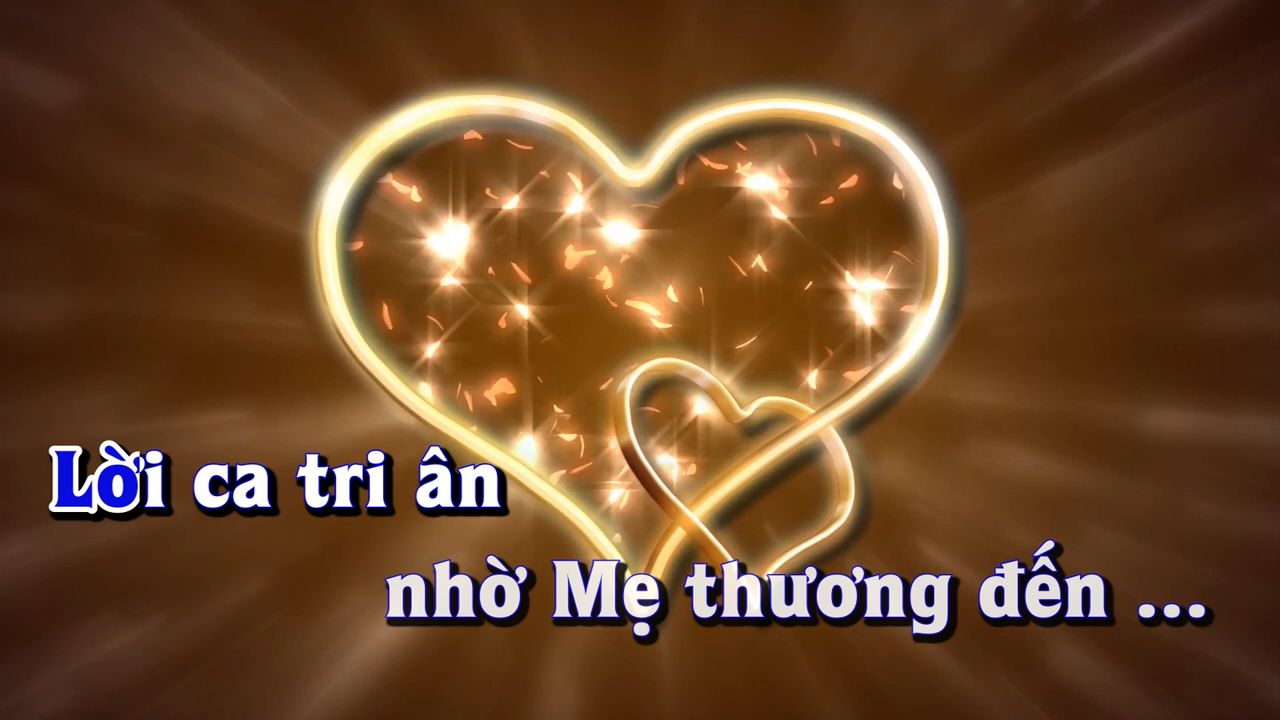 Lời ca tri ân
nhờ Mẹ thương đến ...